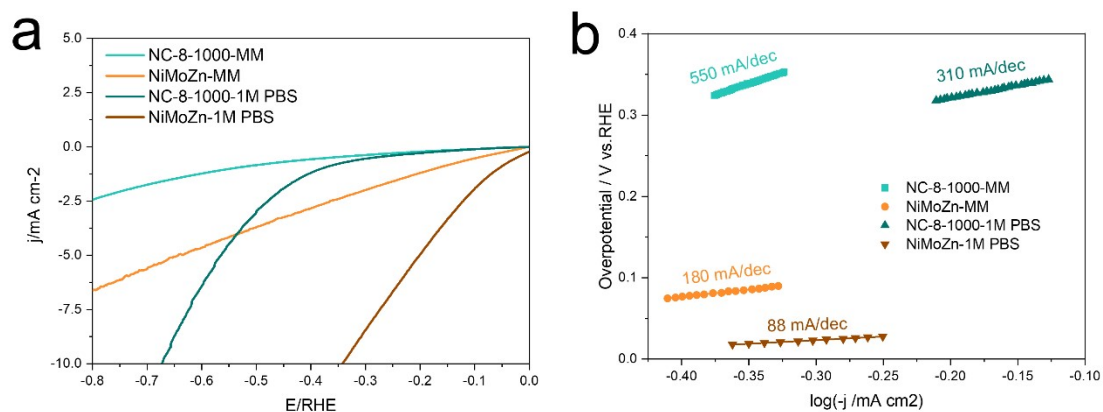 a
5.0
2.5
0.0
-2.5
-5.0
-7.5
-10.0
j/mA cm-2
NC-8-1000-MM
NiMoZn-MM
NC-8-1000-1M PBS
NiMoZn-1M PBS
-0.8
-0.7
-0.6
-0.5
-0.4
-0.3
-0.2
-0.1
0.0
E/RHE
b
0.4
0.3
0.2
0.1
0.0
Overpotential / V vs.RHE
550 mA/dec
310 mA/dec
NC-8-1000-MM
NiMoZn-MM
NC-8-1000-1M PBS
NiMoZn-1M PBS
180 mA/dec
88 mA/dec
-0.40
-0.35
-0.30
-0.25
-0.20
-0.15
-0.10
log(-j /mA cm2)